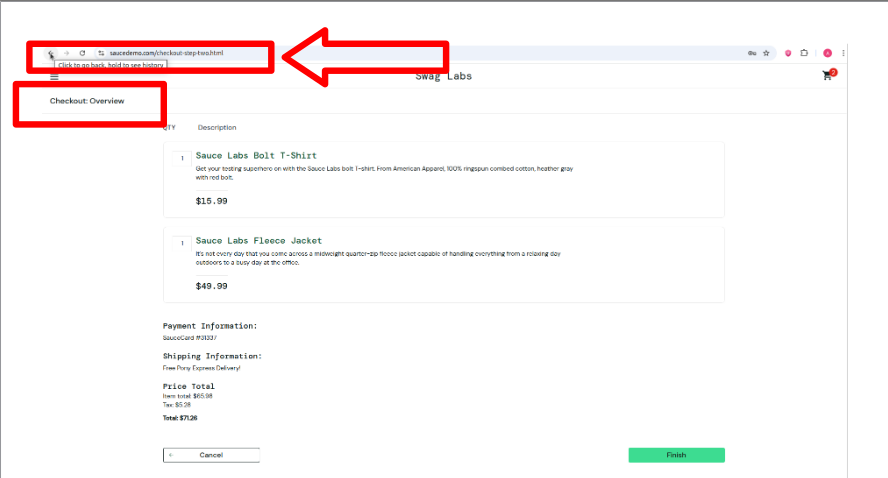 saucedemo.com/checkout-step-two.html
Click to go back, hold to see history
Swag Labs
2
Checkout: Overview
QTY Description
1 Sauce Labs Bolt T-Shirt
Get your testing superhero on with the Sauce Labs bolt T-shirt. From American Apparel, 100% ringspun combed cotton, heather gray
with red bolt.
$15.99
1 Sauce Labs Fleece Jacket
It's not every day that you come across a midweight quarter-zip fleece jacket capable of handling everything from a relaxing day
outdoors to a busy day at the office.
$49.99
Payment Information:
SauceCard #31337
Shipping Information:
Free Pony Express Delivery!
Price Total
Item total: $65.98
Tax: $5.28
Total: $71.26
Cancel
Finish